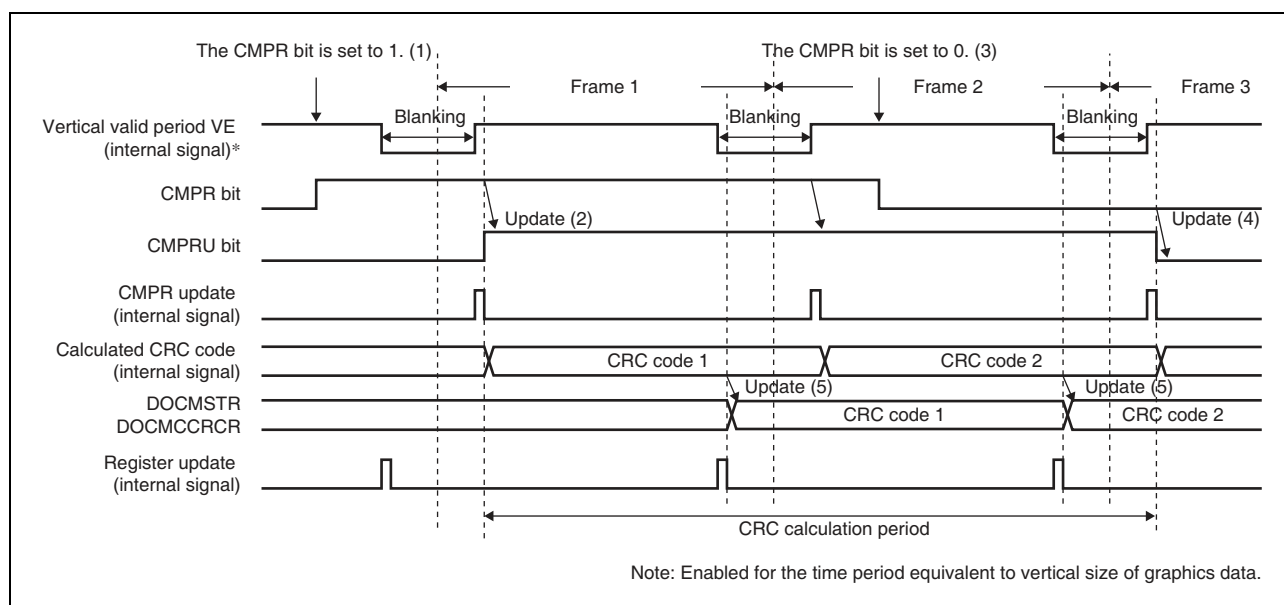 The CMPR bit is set to 1. (1)
The CMPR bit is set to 0. (3)
Frame 1
Frame 2
Frame 3
Vertical valid period VE
(internal signal)*
Blanking
Blanking
Blanking
CMPR bit
Update (2)
Update (4)
CMPRU bit
CMPR update
(internal signal)
Calculated CRC code
(internal signal)
CRC code 1
CRC code 2
Update (5)
Update (5)
DOCMSTR
DOCMCCRCR
CRC code 1
CRC code 2
Register update
(internal signal)
CRC calculation period
Note: Enabled for the time period equivalent to vertical size of graphics data.